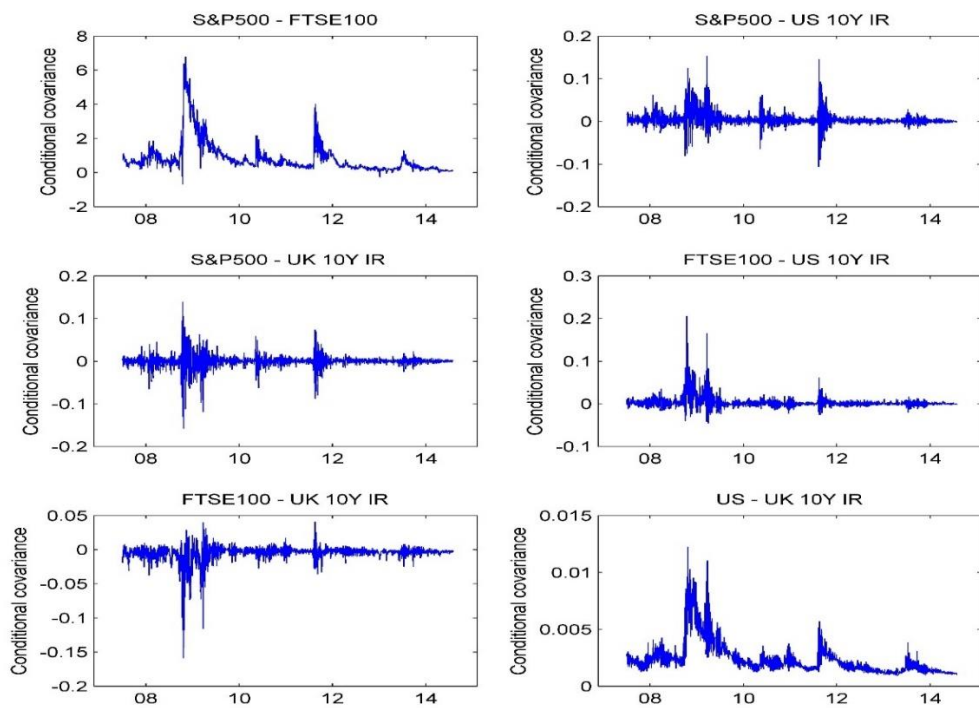 S&P500 - FTSE100
Conditional covariance
8
6
4
2
0
-2
08 10 12 14
S&P500 - US 10Y IR
Conditional covariance
0.2
0.1
0
-0.1
-0.2
08 10 12 14
S&P500 - UK 10Y IR
Conditional covariance
0.2
0.1
0
-0.1
-0.2
08 10 12 14
FTSE100 - US 10Y IR
Conditional covariance
0.3
0.2
0.1
0
-0.1
08 10 12 14
FTSE100 - UK 10Y IR
Conditional covariance
0.05
0
-0.05
-0.1
-0.15
-0.2
08 10 12 14
US - UK 10Y IR
Conditional covariance
0.015
0.01
0.005
0
08 10 12 14